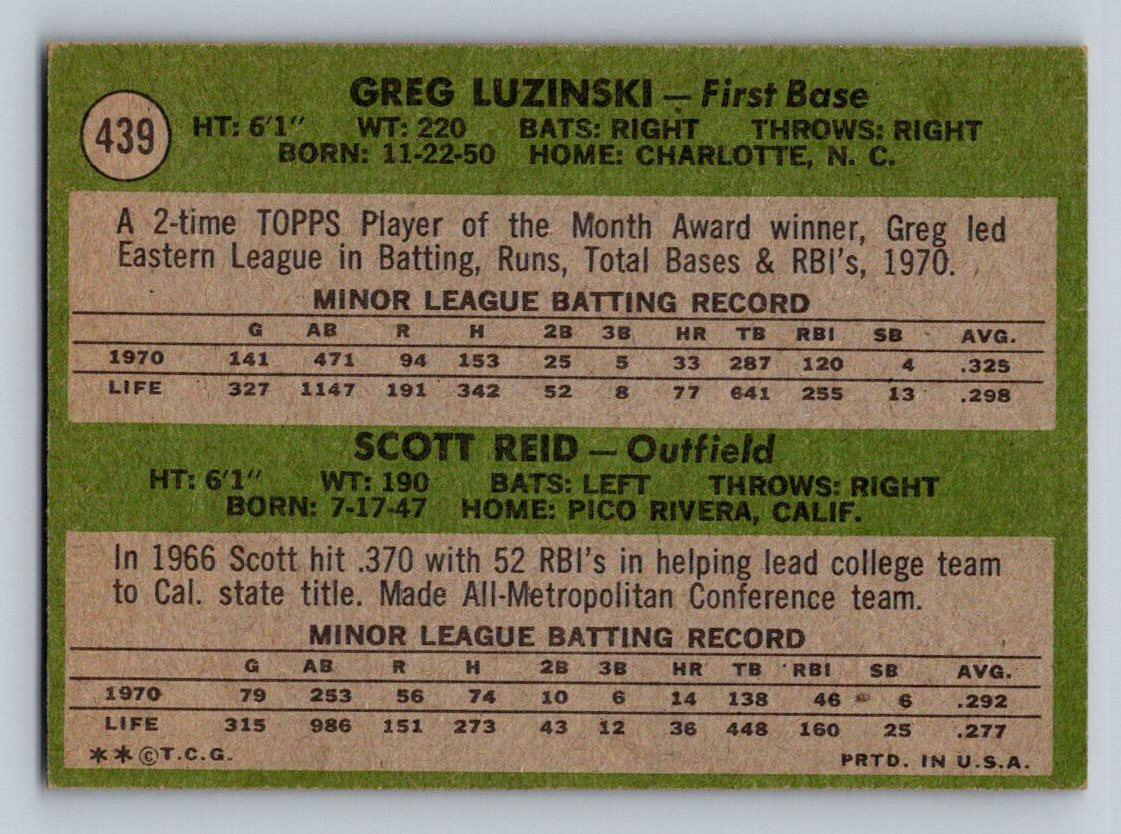 GREG LUZINSKI — First Base
439
HT: 6'1" WT: 220 BATS: RIGHT THROWS: RIGHT
BORN: 11-22-50 HOME: CHARLOTTE, N. C.
A 2-time TOPPS Player of the Month Award winner, Greg led
Eastern League in Batting, Runs, Total Bases & RBI's, 1970.
MINOR LEAGUE BATTING RECORD
G AB R H 2B 3B HR TB RBI SB AVG.
1970 141 471 94 153 25 5 33 287 120 4 .325
LIFE 327 1147 191 342 52 8 77 641 255 13 .298
SCOTT REID — Outfield
HT: 6'1" WT: 190 BATS: LEFT THROWS: RIGHT
BORN: 7-17-47 HOME: PICO RIVERA, CALIF.
In 1966 Scott hit .370 with 52 RBI's in helping lead college team
to Cal. state title. Made All-Metropolitan Conference team.
MINOR LEAGUE BATTING RECORD
G AB R H 2B 3B HR TB RBI SB AVG.
1970 79 253 56 74 10 6 14 138 46 6 .292
LIFE 315 986 151 273 43 12 36 448 160 25 .277
**©T.C.G. PRTD. IN U.S.A.